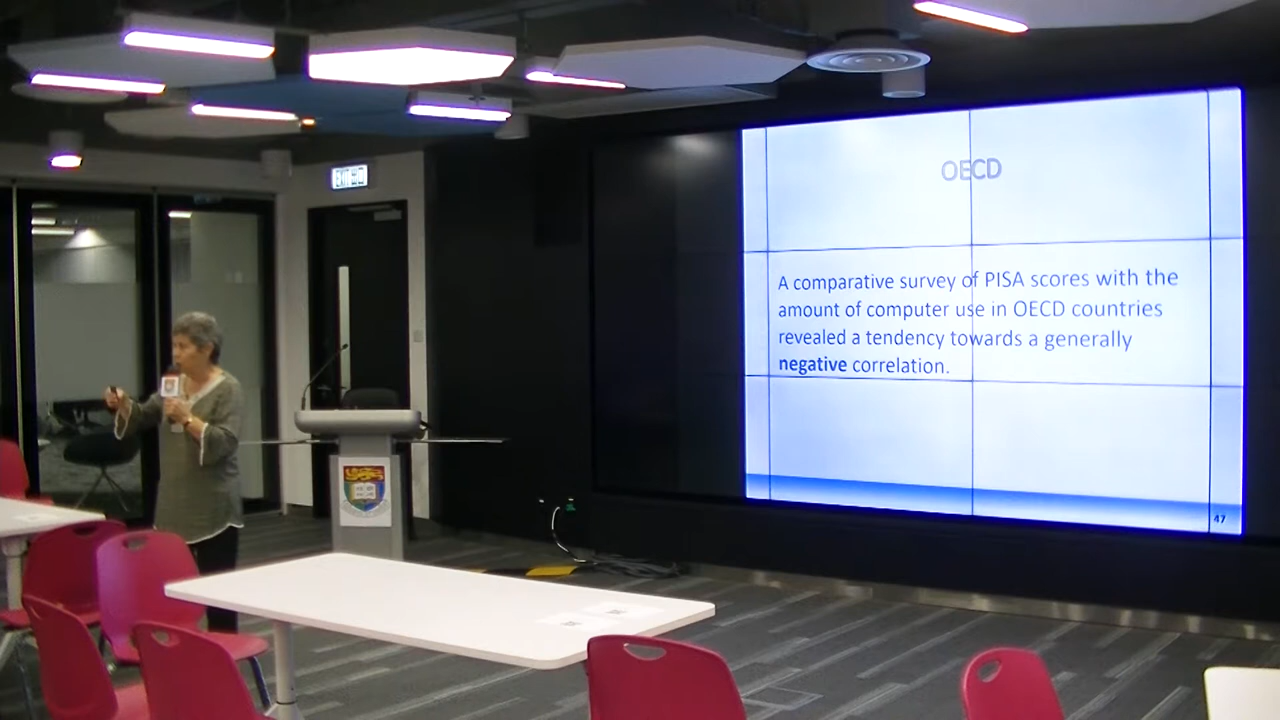 EXIT
OECD
A comparative survey of PISA scores with the
amount of computer use in OECD countries
revealed a tendency towards a generally
negative correlation.
47